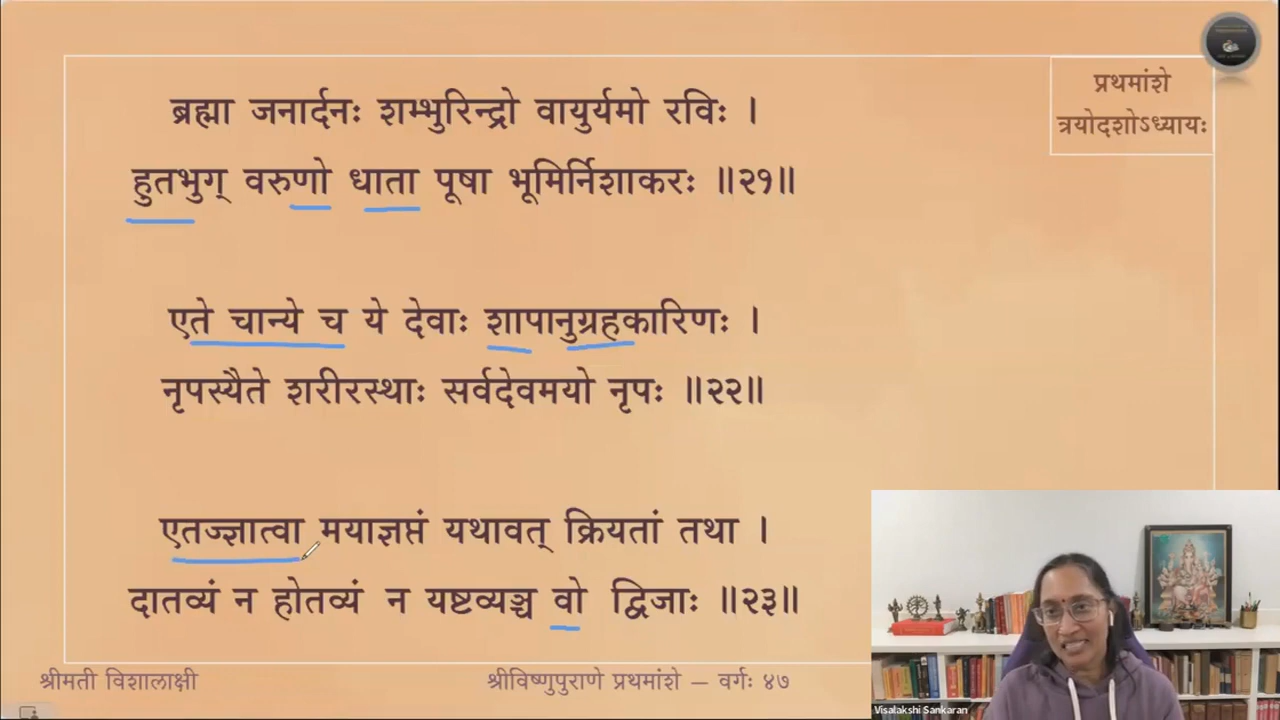 प्रथमांशे
त्रयोदशोऽध्यायः
ब्रह्मा जनार्दनः शम्भुरिन्द्रो वायुर्यमो रविः ।
हुतभुग् वरुणो धाता पूषा भूमिर्निशाकरः ॥२१॥
एते चान्ये च ये देवाः शापानुग्रहकारिणः ।
नृपस्यैते शरीरस्थाः सर्वदेवमयो नृपः ॥२२॥
एतज्ज्ञात्वा मयाज्ञप्तं यथावत् क्रियतां तथा ।
दातव्यं न होतव्यं न यष्टव्यञ्च वो द्विजाः ॥२३॥
श्रीमती विशालाक्षी
श्रीविष्णुपुराणे प्रथमांशे – वर्गः ४७
Visalakshi Sankaran